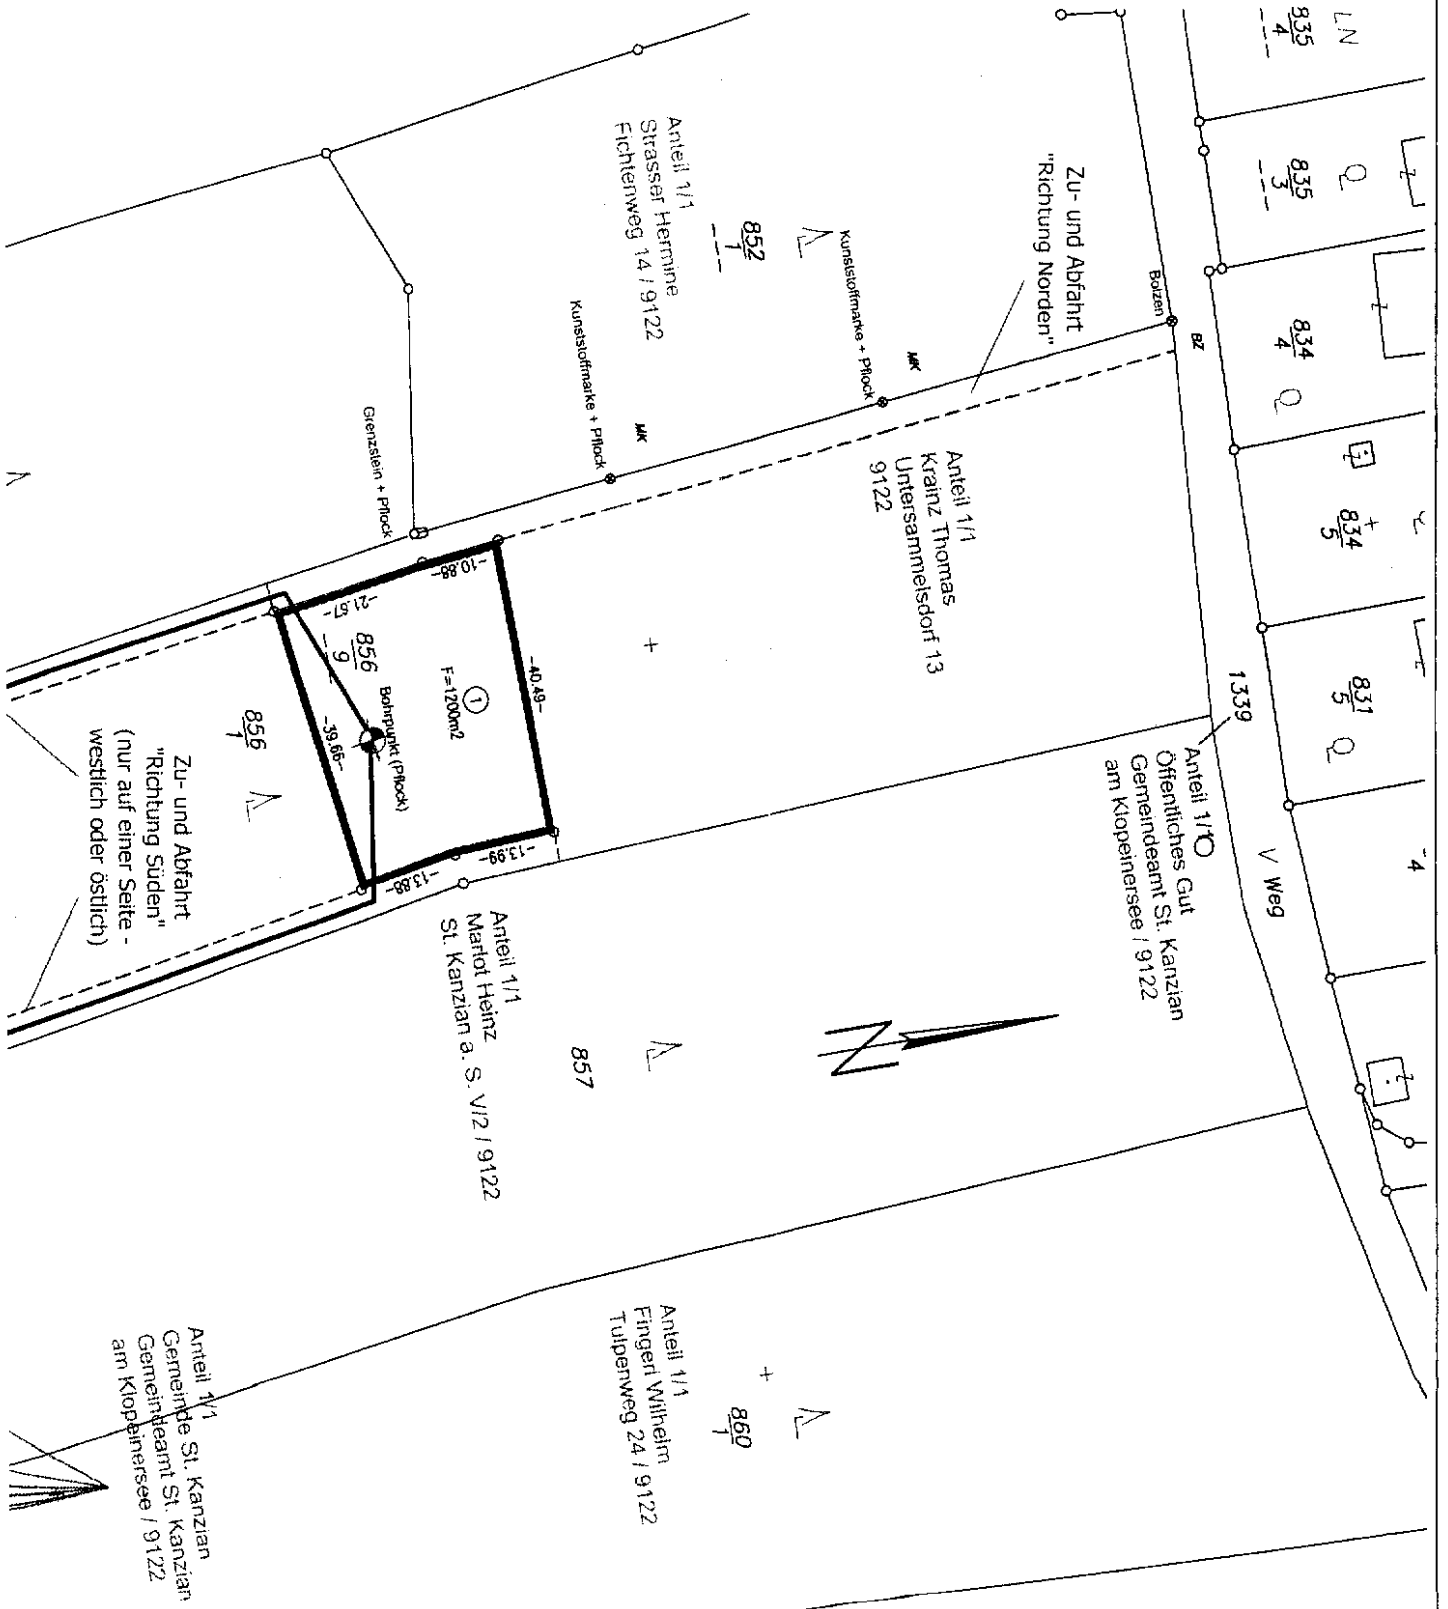 LN
835
4
835
3
834
4
+
834
5
831
5
4
Zu- und Abfahrt
"Richtung Norden"
Bolzen
BZ
1339
V Weg
Anteil 1/1
Öffentliches Gut
Gemeindeamt St. Kanzian
am Klopeinersee / 9122
Anteil 1/1
Strasser Hermine
Fichtenweg 14 / 9122
852
1
Kunststoffmarke + Pflock
MK
Kunststoffmarke + Pflock
MK
Grenzstein + Pflock
Anteil 1/1
Krainz Thomas
Untersammelsdorf 13
9122
-10.88-
-21.67-
-40.49-
856
9
1
F=1200m2
Bohrpunkt (Pflock)
-39.66-
-13.99-
-13.88-
856
1
Zu- und Abfahrt
"Richtung Süden"
(nur auf einer Seite -
westlich oder östlich)
Anteil 1/1
Marlot Heinz
St. Kanzian a. S. V/2 / 9122
857
N
Anteil 1/1
Fingerl Wilhelm
Tulpenweg 24 / 9122
860
1
Anteil 1/1
Gemeinde St. Kanzian
Gemeindeamt St. Kanzian
am Klopeinersee / 9122